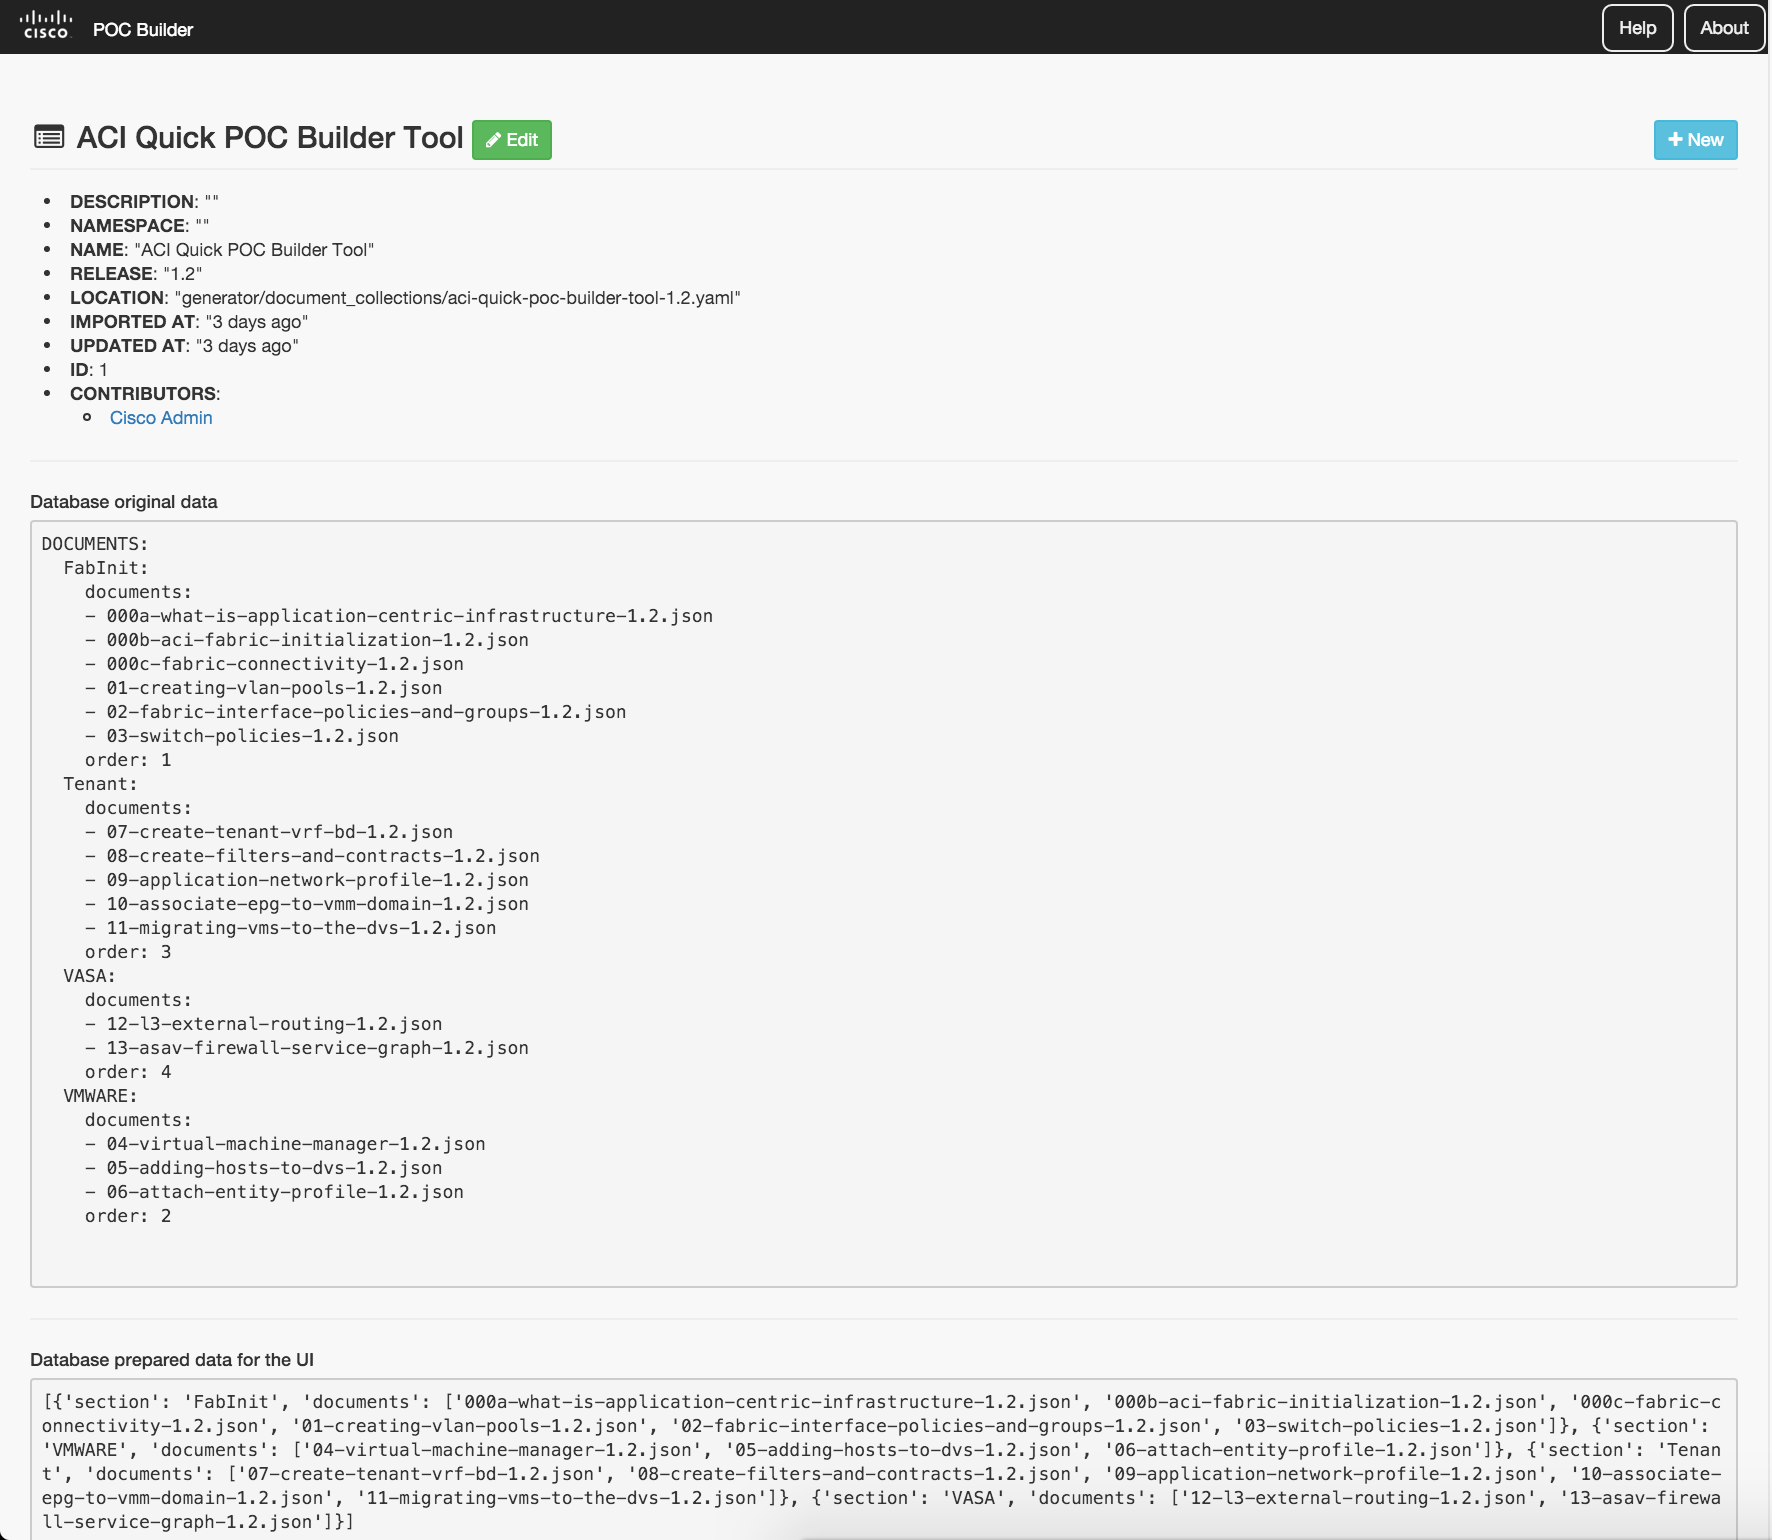 cisco
POC Builder
Help
About
ACI Quick POC Builder Tool
Edit
New
• DESCRIPTION: ""
• NAMESPACE: ""
• NAME: "ACI Quick POC Builder Tool"
• RELEASE: "1.2"
• LOCATION: "generator/document_collections/aci-quick-poc-builder-tool-1.2.yaml"
• IMPORTED AT: "3 days ago"
• UPDATED AT: "3 days ago"
• ID: 1
• CONTRIBUTORS:
Cisco Admin
Database original data
DOCUMENTS:
  FabInit:
    documents:
    - 000a-what-is-application-centric-infrastructure-1.2.json
    - 000b-aci-fabric-initialization-1.2.json
    - 000c-fabric-connectivity-1.2.json
    - 01-creating-vlan-pools-1.2.json
    - 02-fabric-interface-policies-and-groups-1.2.json
    - 03-switch-policies-1.2.json
    order: 1
  Tenant:
    documents:
    - 07-create-tenant-vrf-bd-1.2.json
    - 08-create-filters-and-contracts-1.2.json
    - 09-application-network-profile-1.2.json
    - 10-associate-epg-to-vmm-domain-1.2.json
    - 11-migrating-vms-to-the-dvs-1.2.json
    order: 3
  VASA:
    documents:
    - 12-l3-external-routing-1.2.json
    - 13-asav-firewall-service-graph-1.2.json
    order: 4
  VMWARE:
    documents:
    - 04-virtual-machine-manager-1.2.json
    - 05-adding-hosts-to-dvs-1.2.json
    - 06-attach-entity-profile-1.2.json
    order: 2
Database prepared data for the UI
[{'section': 'FabInit', 'documents': ['000a-what-is-application-centric-infrastructure-1.2.json', '000b-aci-fabric-initialization-1.2.json', '000c-fabric-c
onnectivity-1.2.json', '01-creating-vlan-pools-1.2.json', '02-fabric-interface-policies-and-groups-1.2.json', '03-switch-policies-1.2.json']}, {'section':
'VMWARE', 'documents': ['04-virtual-machine-manager-1.2.json', '05-adding-hosts-to-dvs-1.2.json', '06-attach-entity-profile-1.2.json']}, {'section': 'Tenan
t', 'documents': ['07-create-tenant-vrf-bd-1.2.json', '08-create-filters-and-contracts-1.2.json', '09-application-network-profile-1.2.json', '10-associate-
epg-to-vmm-domain-1.2.json', '11-migrating-vms-to-the-dvs-1.2.json']}, {'section': 'VASA', 'documents': ['12-l3-external-routing-1.2.json', '13-asav-firewa
ll-service-graph-1.2.json']}]